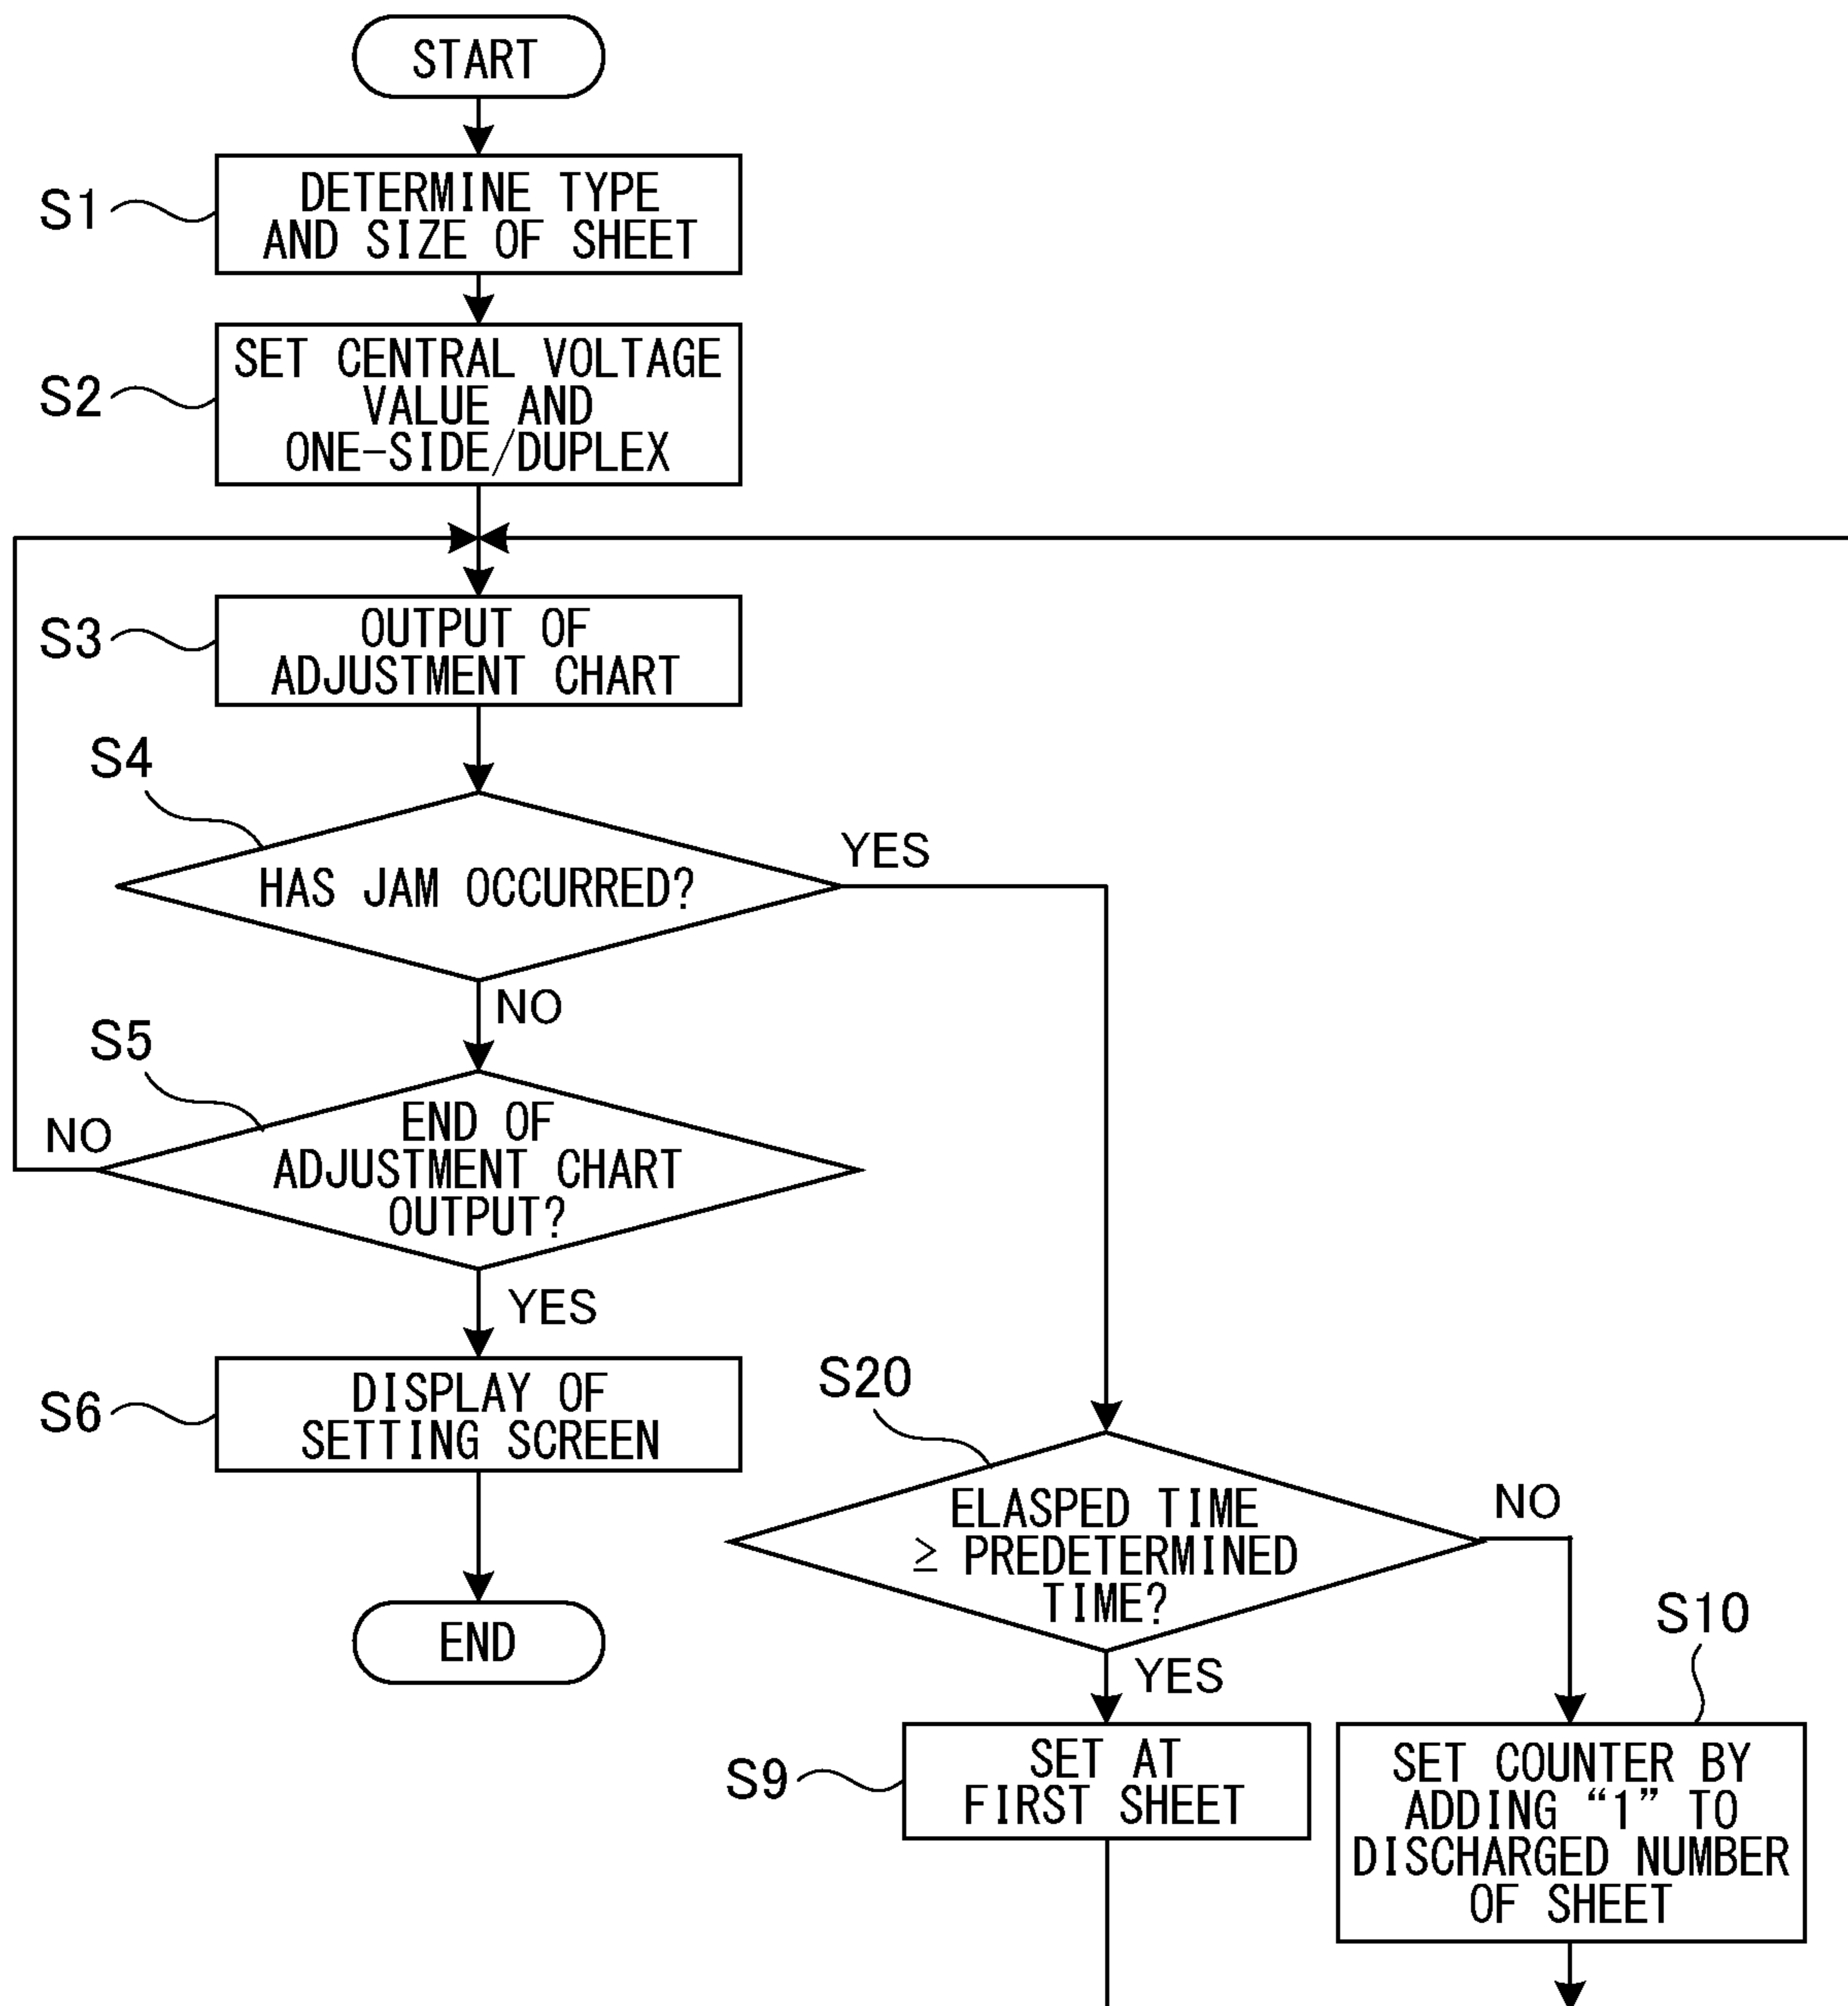 START
S1
DETERMINE TYPE
AND SIZE OF SHEET
S2
SET CENTRAL VOLTAGE
VALUE AND
ONE-SIDE/DUPLEX
S3
OUTPUT OF
ADJUSTMENT CHART
S4
HAS JAM OCCURRED?
YES
NO
S5
END OF
ADJUSTMENT CHART
OUTPUT?
NO
YES
S6
DISPLAY OF
SETTING SCREEN
END
S20
ELASPED TIME
≥ PREDETERMINED
TIME?
NO
YES
S9
SET AT
FIRST SHEET
S10
SET COUNTER BY
ADDING “1” TO
DISCHARGED NUMBER
OF SHEET